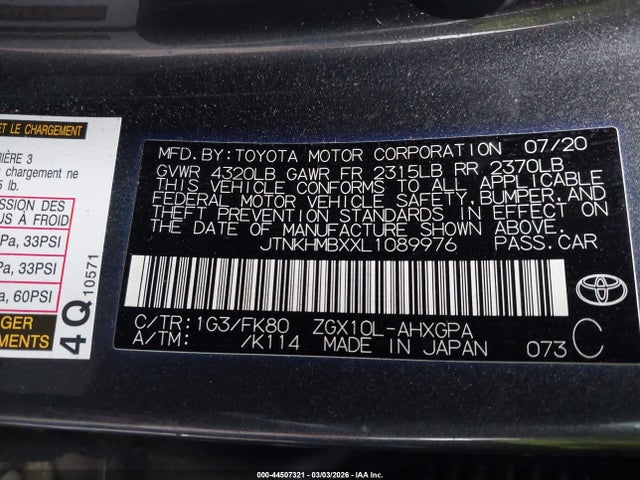 ET LE CHARGEMENT
IÈRE 3
u chargement ne
5 lb.
SSION DES
US À FROID
Pa, 33PSI
Pa, 33PSI
a, 60PSI
GER
EMENTS
4Q 10571
MFD.BY:TOYOTA MOTOR CORPORATION 07/20
GVWR 4320LB GAWR FR 2315LB RR 2370LB
THIS VEHICLE CONFORMS TO ALL APPLICABLE
FEDERAL MOTOR VEHICLE SAFETY, BUMPER, AND
THEFT PREVENTION STANDARDS IN EFFECT ON
THE DATE OF MANUFACTURE SHOWN ABOVE.
JTNKHMBXXL1089976 PASS.CAR
TOYOTA
C/TR: 1G3/FK80 ZGX10L-AHXGPA
A/TM: /K114 MADE IN JAPAN 073 C
000-44507321 - 03/03/2026 - IAA Inc.